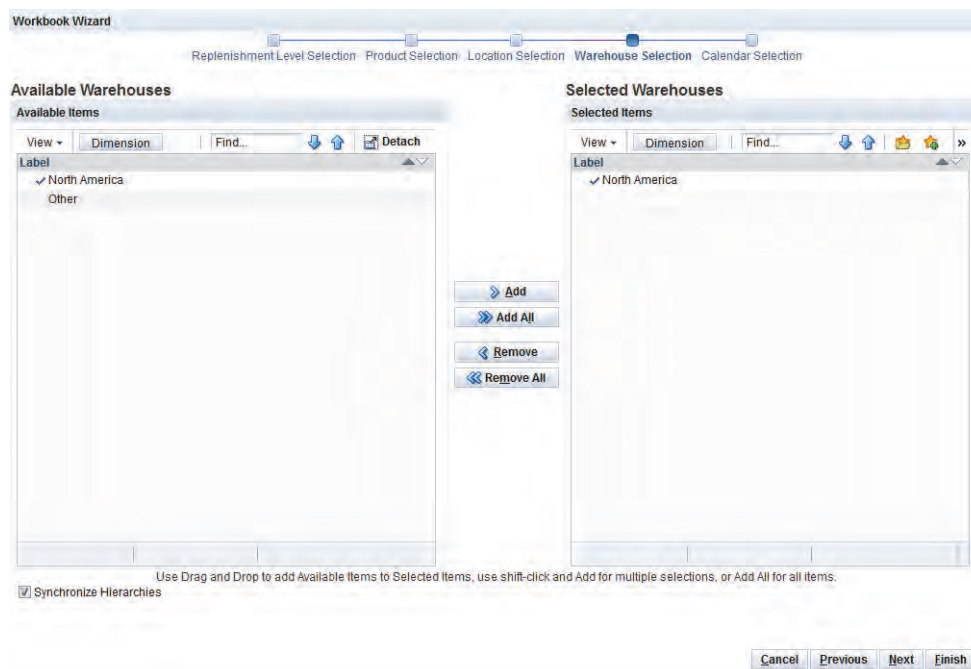 Workbook Wizard
Replenishment Level Selection Product Selection Location Selection Warehouse Selection Calendar Selection
Available Warehouses
Available Items
View Dimension Find... Detach
Label
North America
Other
Add
Add All
Remove
Remove All
Selected Warehouses
Selected Items
View Dimension Find... »
Label
North America
Use Drag and Drop to add Available Items to Selected Items, use shift-click and Add for multiple selections, or Add All for all items.
Synchronize Hierarchies
Cancel Previous Next Finish